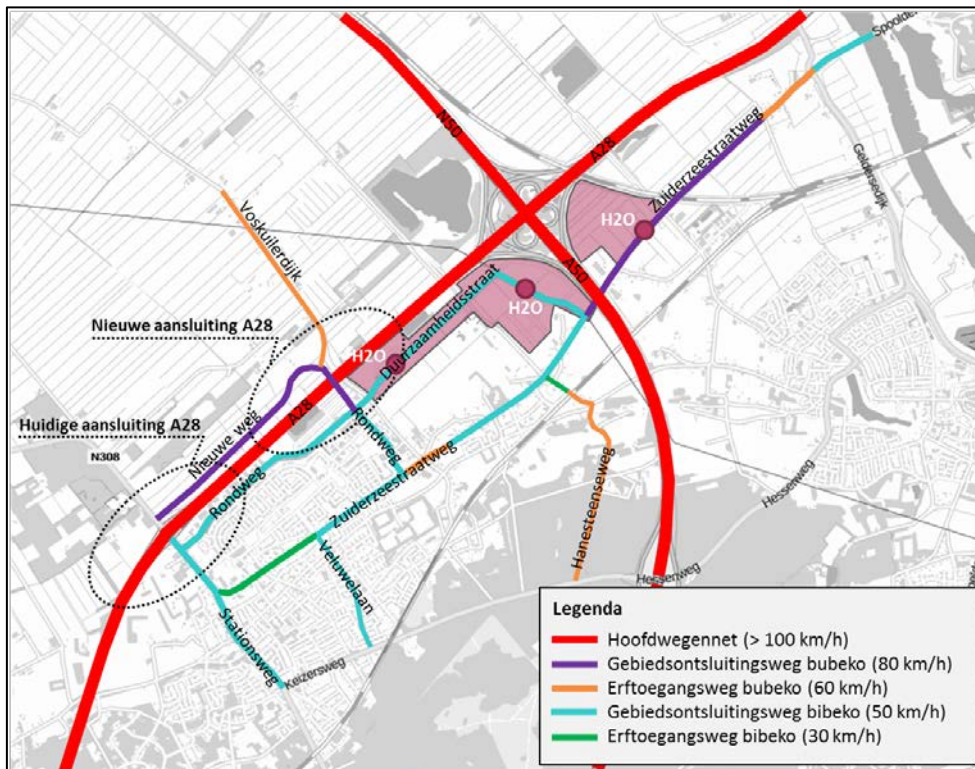 Spoolder
N50
A28
Zuiderzeestraatweg
Geldersedijk
H2O
Voskuilerdijk
A50
Duurzaamheidsstraat
H2O
Nieuwe aansluiting A28
H2O
A28
Rondweg
Huidige aansluiting A28
Nieuwe weg
N308
Rondweg
Zuiderzeestraatweg
Hessenweg
Hanesteenseweg
Veluwelaan
Hessenweg
Stationsweg
Keizersweg
Legenda
Hoofdwegennet (> 100 km/h)
Gebiedsontsluitingsweg bubeko (80 km/h)
Erftoegangsweg bubeko (60 km/h)
Gebiedsontsluitingsweg bibeko (50 km/h)
Erftoegangsweg bibeko (30 km/h)